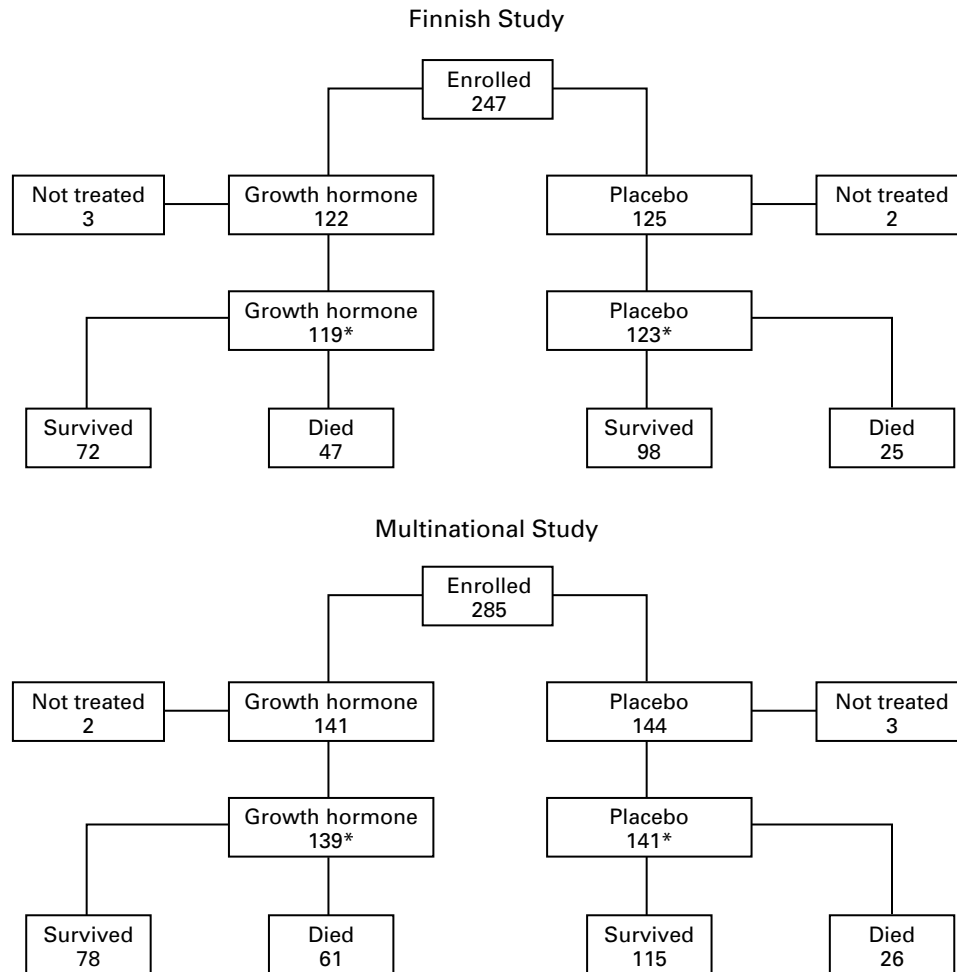 Finnish Study
Enrolled
247
Not treated
3
Growth hormone
122
Placebo
125
Not treated
2
Growth hormone
119*
Placebo
123*
Survived
72
Died
47
Survived
98
Died
25
Multinational Study
Enrolled
285
Not treated
2
Growth hormone
141
Placebo
144
Not treated
3
Growth hormone
139*
Placebo
141*
Survived
78
Died
61
Survived
115
Died
26